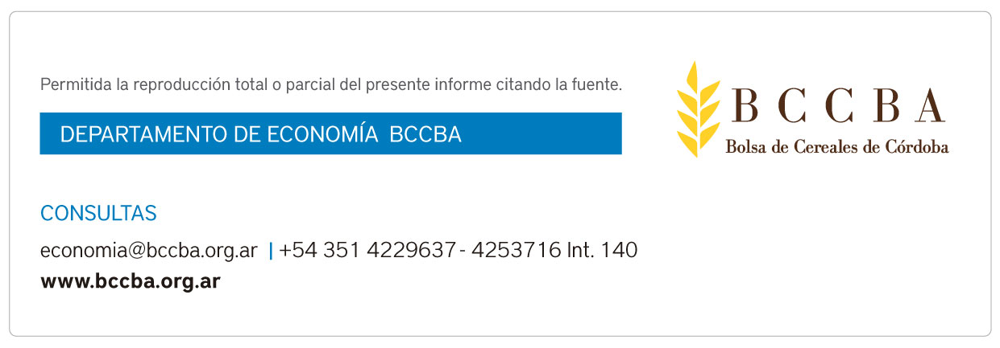 Permitida la reproducción total o parcial del presente informe citando la fuente.
DEPARTAMENTO DE ECONOMÍA BCCBA
BCCBA
Bolsa de Cereales de Córdoba
CONSULTAS
economia@bccba.org.ar | +54 351 4229637 - 4253716 Int. 140
www.bccba.org.ar